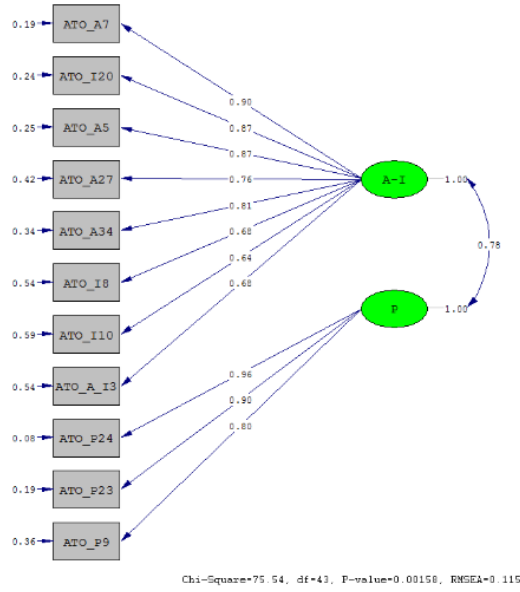 0.19 ATO_A7
0.24 ATO_I20
0.25 ATO_A5
0.42 ATO_A27
0.34 ATO_A34
0.54 ATO_I8
0.59 ATO_I10
0.54 ATO_A_I3
0.08 ATO_P24
0.19 ATO_P23
0.36 ATO_P9
0.90
0.87
0.87
0.76
0.81
0.68
0.64
0.68
A-I 1.00
0.78
P 1.00
0.96
0.90
0.80
Chi-Square=75.54, df=43, P-value=0.00158, RMSEA=0.115